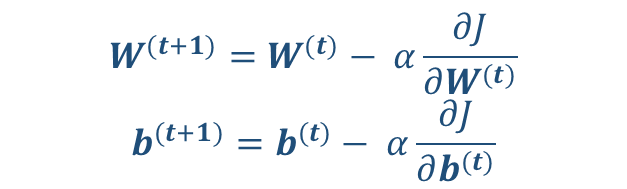 W^(t+1) = W^(t) − α ∂J/∂W^(t)
b^(t+1) = b^(t) − α ∂J/∂b^(t)